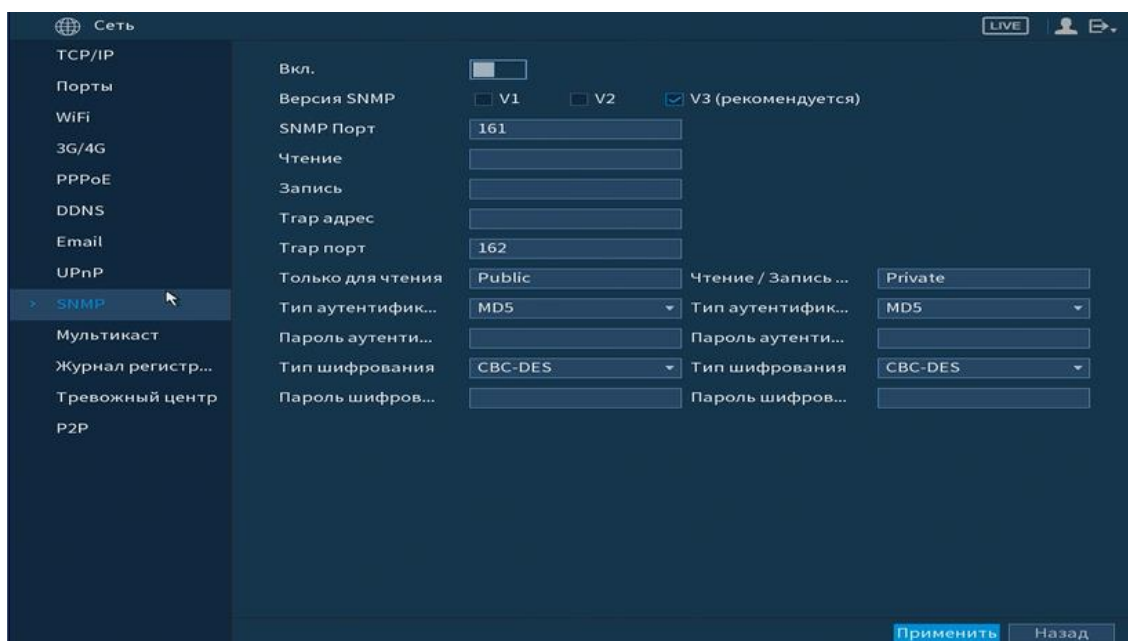 Сеть
LIVE
TCP/IP
Порты
WiFi
3G/4G
PPPoE
DDNS
Email
UPnP
SNMP
Мультикаст
Журнал регистр...
Тревожный центр
P2P
Вкл.
Версия SNMP V1 V2 V3 (рекомендуется)
SNMP Порт 161
Чтение
Запись
Trap адрес
Trap порт 162
Только для чтения Public Чтение / Запись ... Private
Тип аутентифик... MD5 Тип аутентифик... MD5
Пароль аутенти... Пароль аутенти...
Тип шифрования CBC-DES Тип шифрования CBC-DES
Пароль шифров... Пароль шифров...
Применить Назад